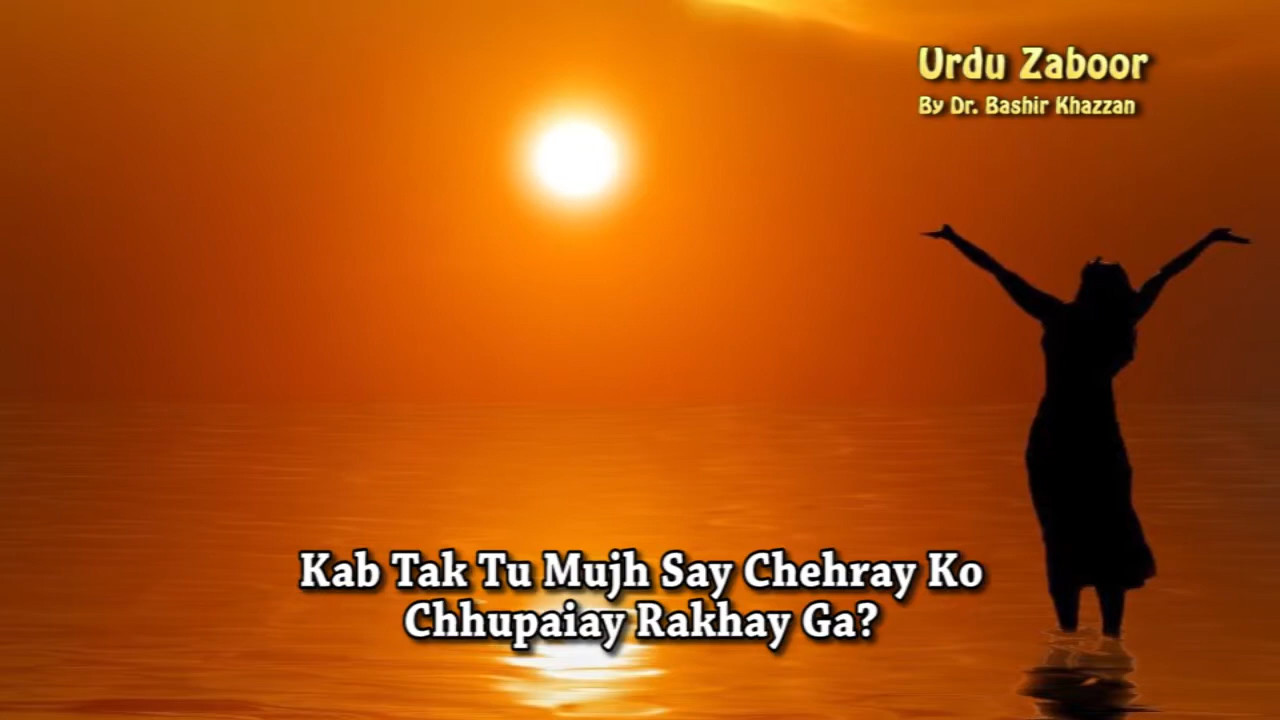 Urdu Zaboor
By Dr. Bashir Khazzan
Kab Tak Tu Mujh Say Chehray Ko
Chhupaiay Rakhay Ga?